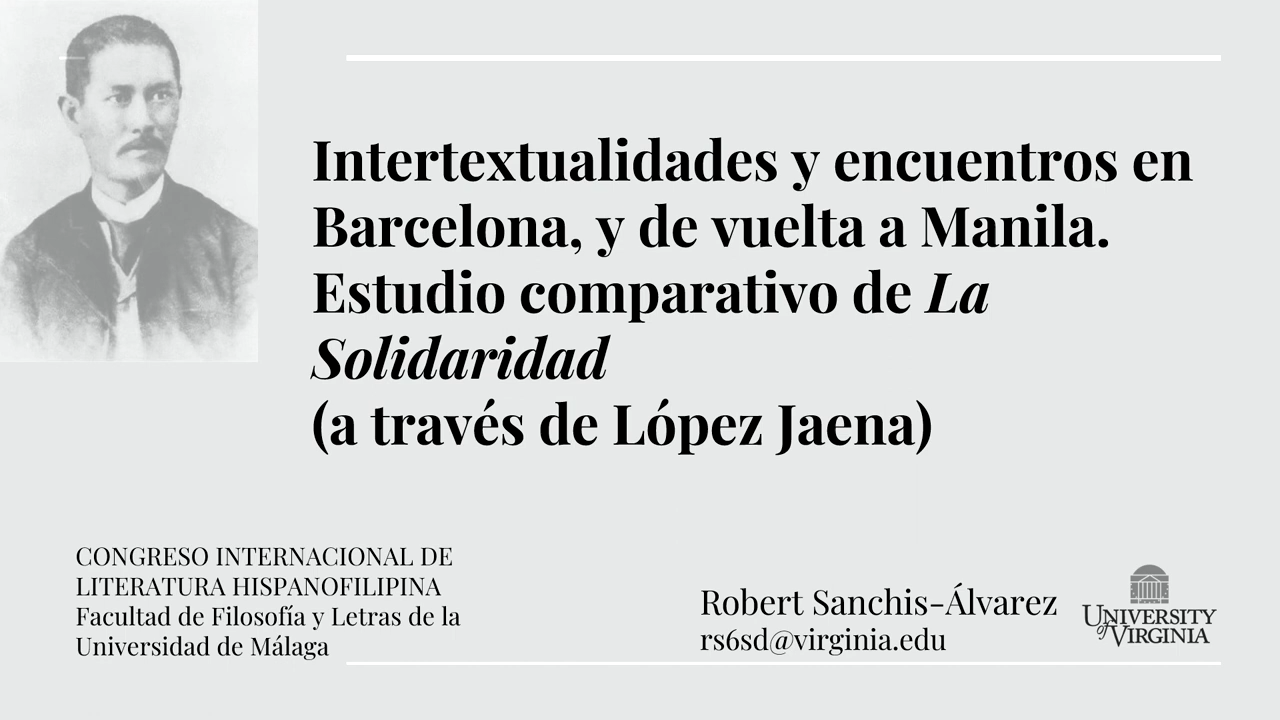 Intertextualidades y encuentros en
Barcelona, y de vuelta a Manila.
Estudio comparativo de La
Solidaridad
(a través de López Jaena)
CONGRESO INTERNACIONAL DE
LITERATURA HISPANOFILIPINA
Facultad de Filosofía y Letras de la
Universidad de Málaga
Robert Sanchis-Álvarez
rs6sd@virginia.edu
UNIVERSITY
of VIRGINIA